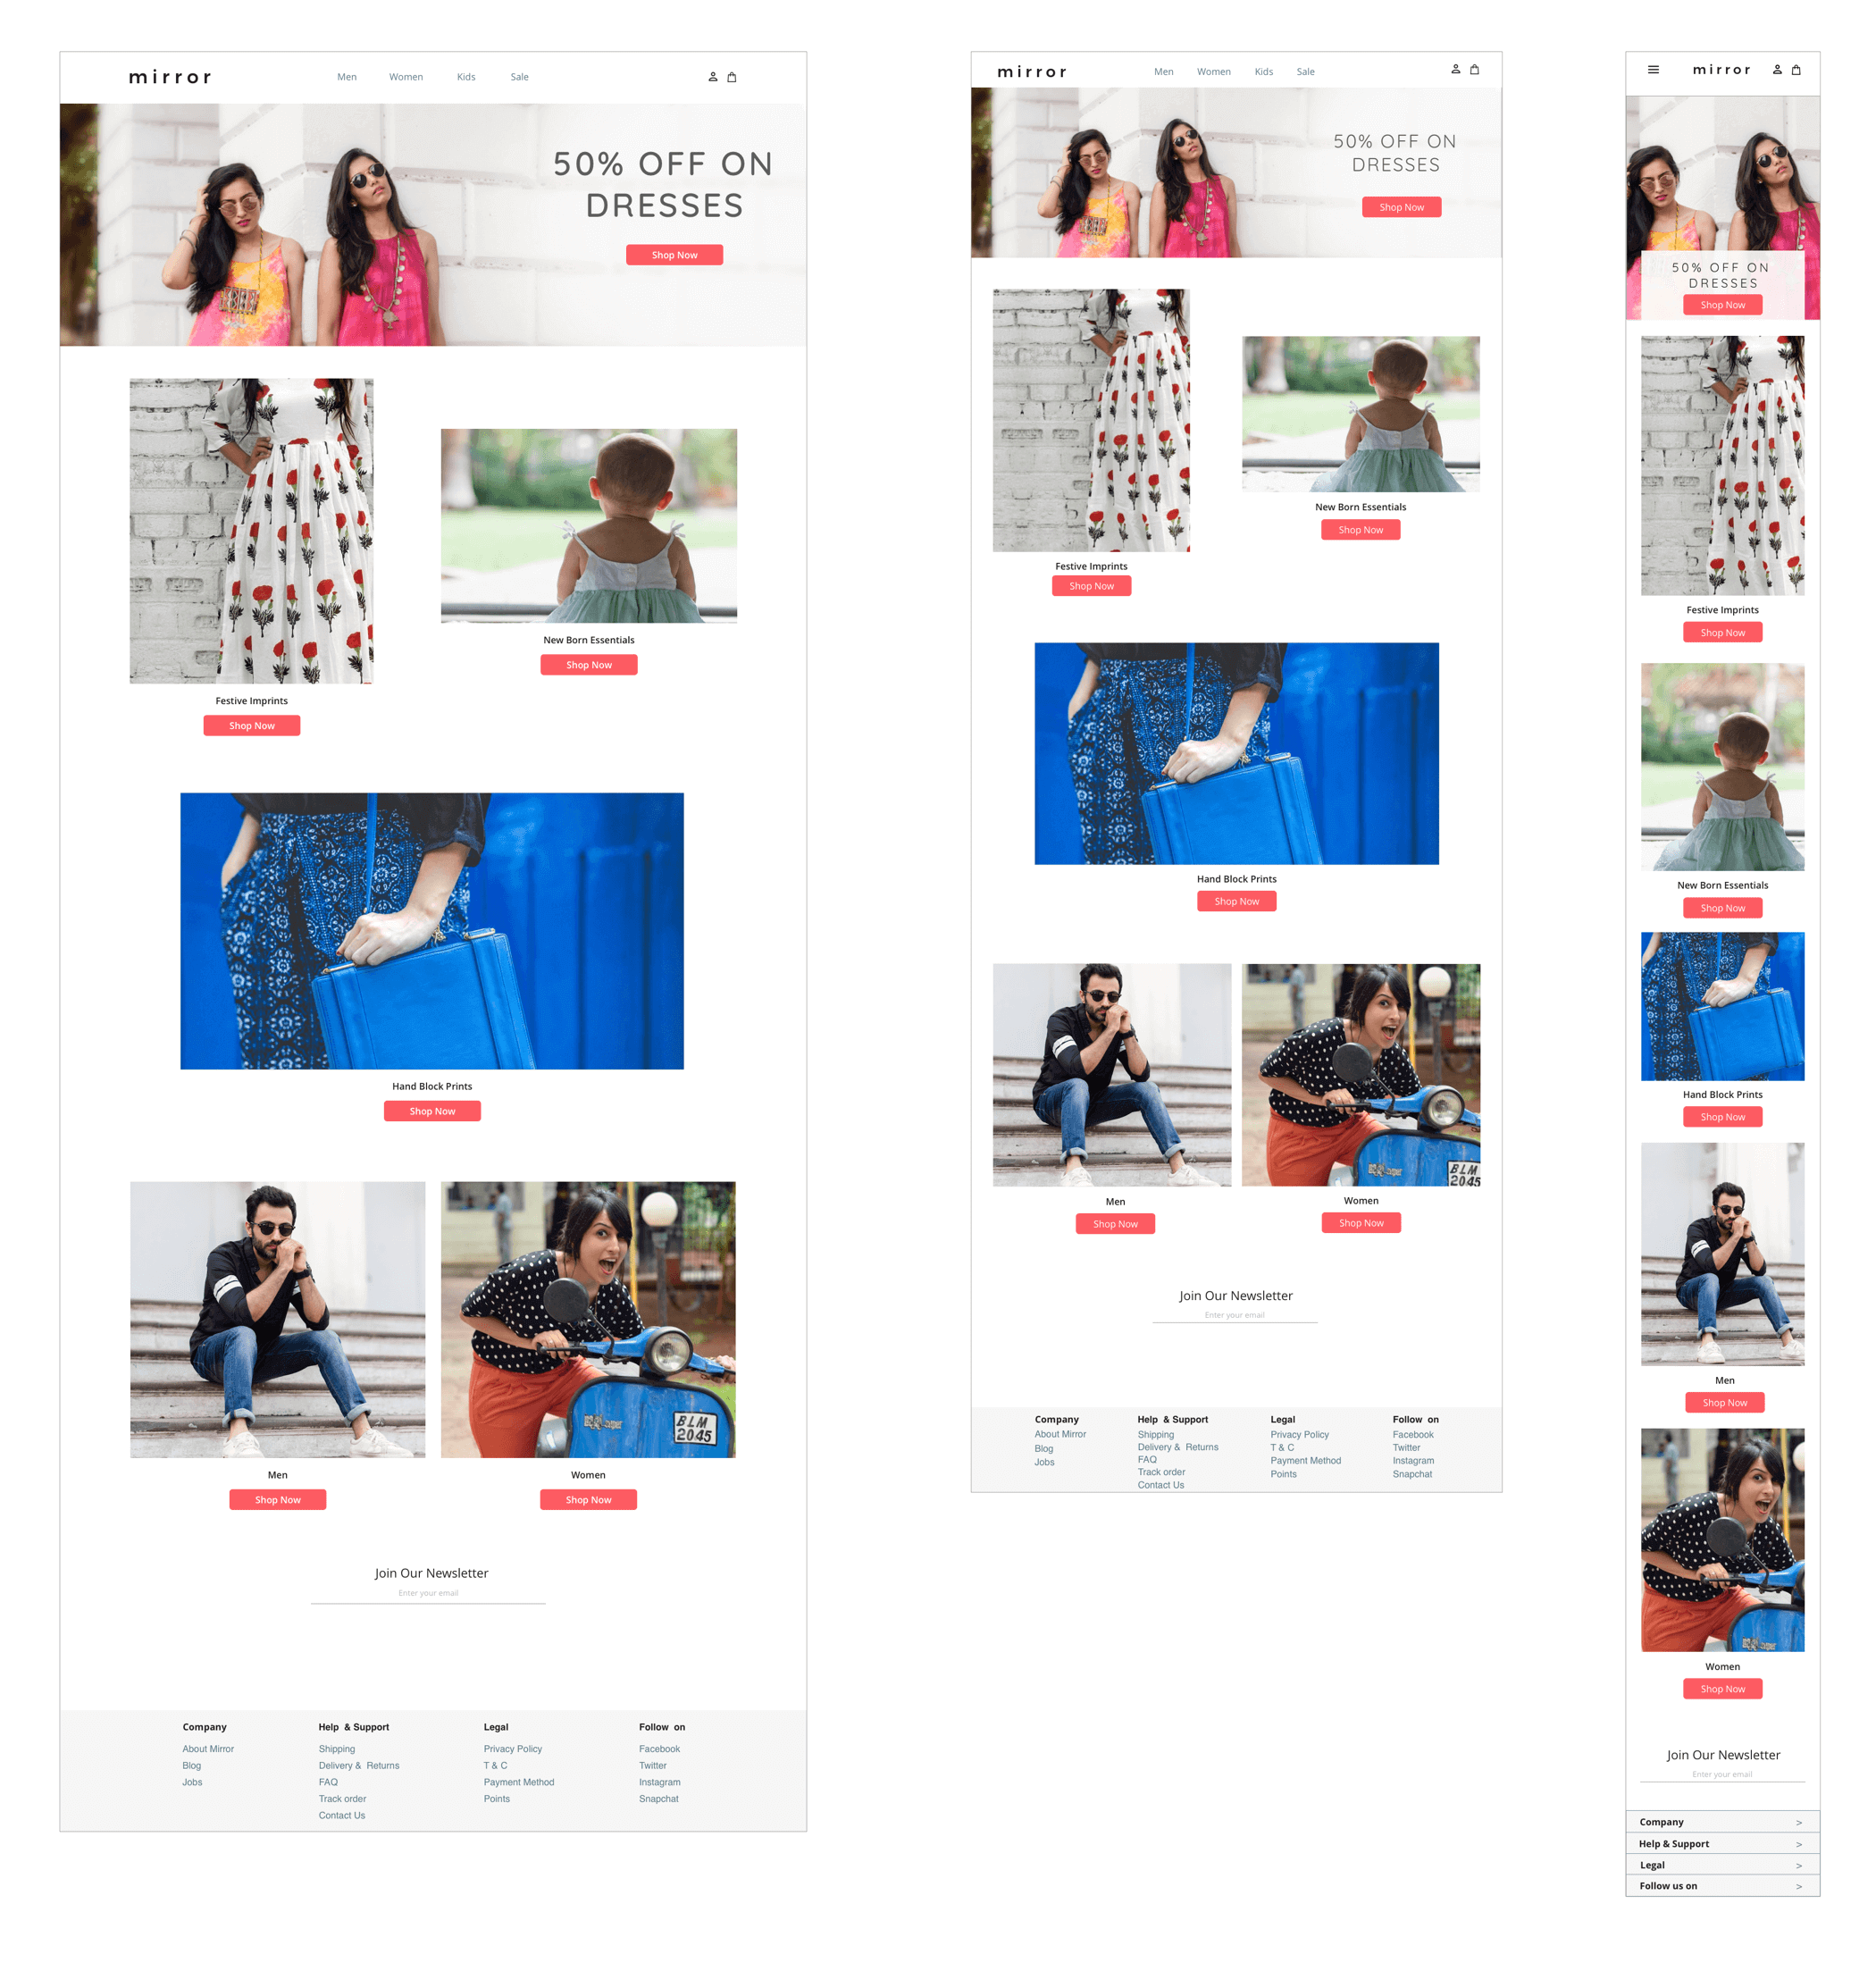 mirror
Men Women Kids Sale
50% OFF ON
DRESSES
Shop Now
New Born Essentials
Shop Now
Festive Imprints
Shop Now
Hand Block Prints
Shop Now
BLM
2045
Men
Shop Now
Women
Shop Now
Join Our Newsletter
Enter your email
Company
About Mirror
Blog
Jobs
Help & Support
Shipping
Delivery & Returns
FAQ
Track order
Contact Us
Legal
Privacy Policy
T & C
Payment Method
Points
Follow on
Facebook
Twitter
Instagram
Snapchat
mirror
Men Women Kids Sale
50% OFF ON
DRESSES
Shop Now
New Born Essentials
Shop Now
Festive Imprints
Shop Now
Hand Block Prints
Shop Now
BLM
2045
Men
Shop Now
Women
Shop Now
Join Our Newsletter
Enter your email
Company
About Mirror
Blog
Jobs
Help & Support
Shipping
Delivery & Returns
FAQ
Track order
Contact Us
Legal
Privacy Policy
T & C
Payment Method
Points
Follow on
Facebook
Twitter
Instagram
Snapchat
mirror
50% OFF ON
DRESSES
Shop Now
Festive Imprints
Shop Now
New Born Essentials
Shop Now
Hand Block Prints
Shop Now
Men
Shop Now
Women
Shop Now
Join Our Newsletter
Enter your email
Company >
Help & Support >
Legal >
Follow us on >